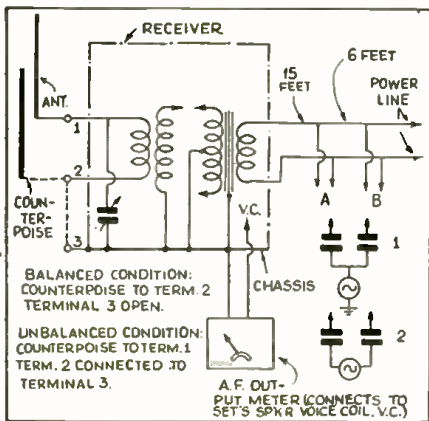 RECEIVER
6 FEET
15
FEET
POWER
LINE
ANT.
1
2
COUN-
TER-
POISE
3
V.C.
A
B
1
BALANCED CONDITION:
COUNTERPOISE TO TERM. 2
TERMINAL 3 OPEN.
CHASSIS
UNBALANCED CONDITION:
COUNTERPOISE TO TERM. 1
TERM. 2 CONNECTED TO
TERMINAL 3.
2
A.F. OUT-
PUT METER (CONNECTS TO
SET'S SPKR VOICE COIL, V.C.)